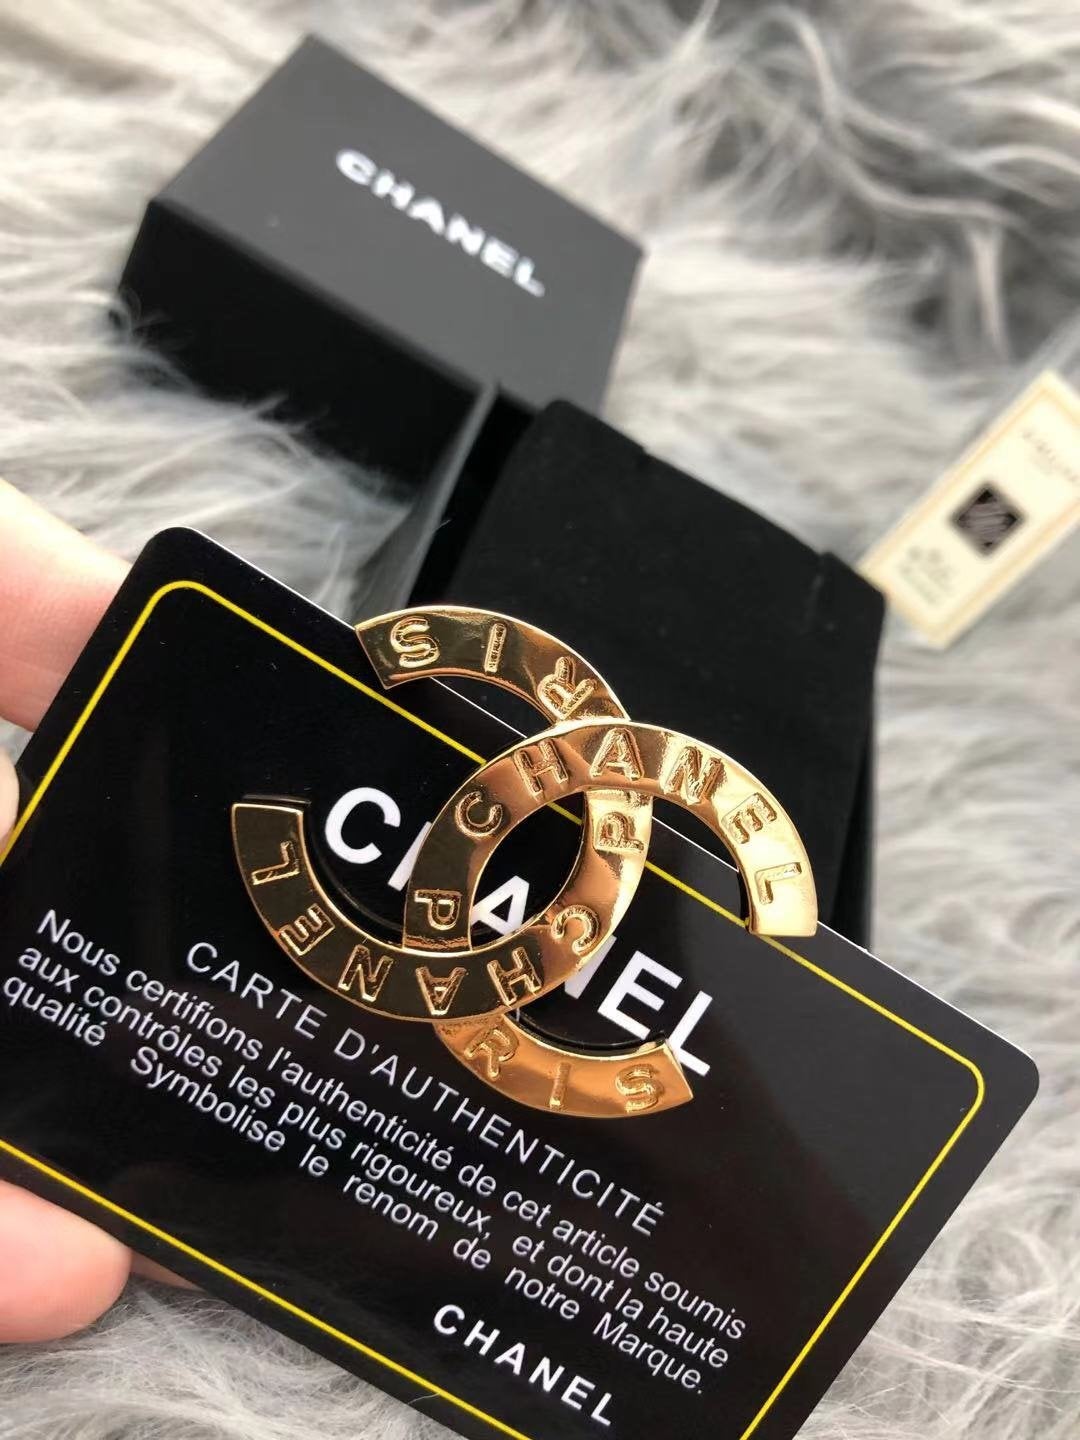 CHANEL
CHANEL PARIS
CHANEL PARIS
CHANEL
CARTE D'AUTHENTICITÉ
Nous certifions l'authenticité de cet article soumis
aux contrôles les plus rigoureux, et dont la haute
qualité Symbolise le renom de notre Marque.
CHANEL